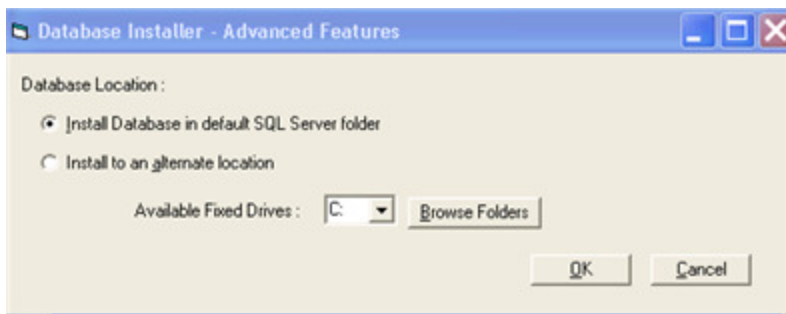 Database Installer - Advanced Features
Database Location :
Install Database in default SQL Server folder
Install to an alternate location
Available Fixed Drives : C: Browse Folders
OK Cancel